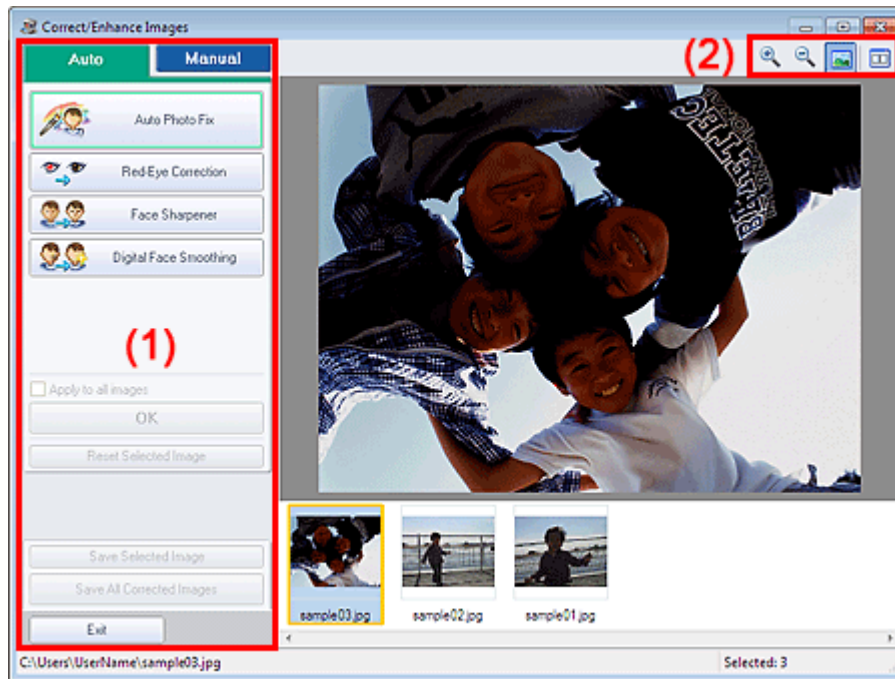 Correct/Enhance Images
Auto
Manual
(2)
Auto Photo Fix
Red-Eye Correction
Face Sharpener
Digital Face Smoothing
(1)
Apply to all images
OK
Reset Selected Image
Save Selected Image
Save All Corrected Images
Exit
sample03.jpg
sample02.jpg
sample01.jpg
C:\Users\UserName\sample03.jpg
Selected: 3